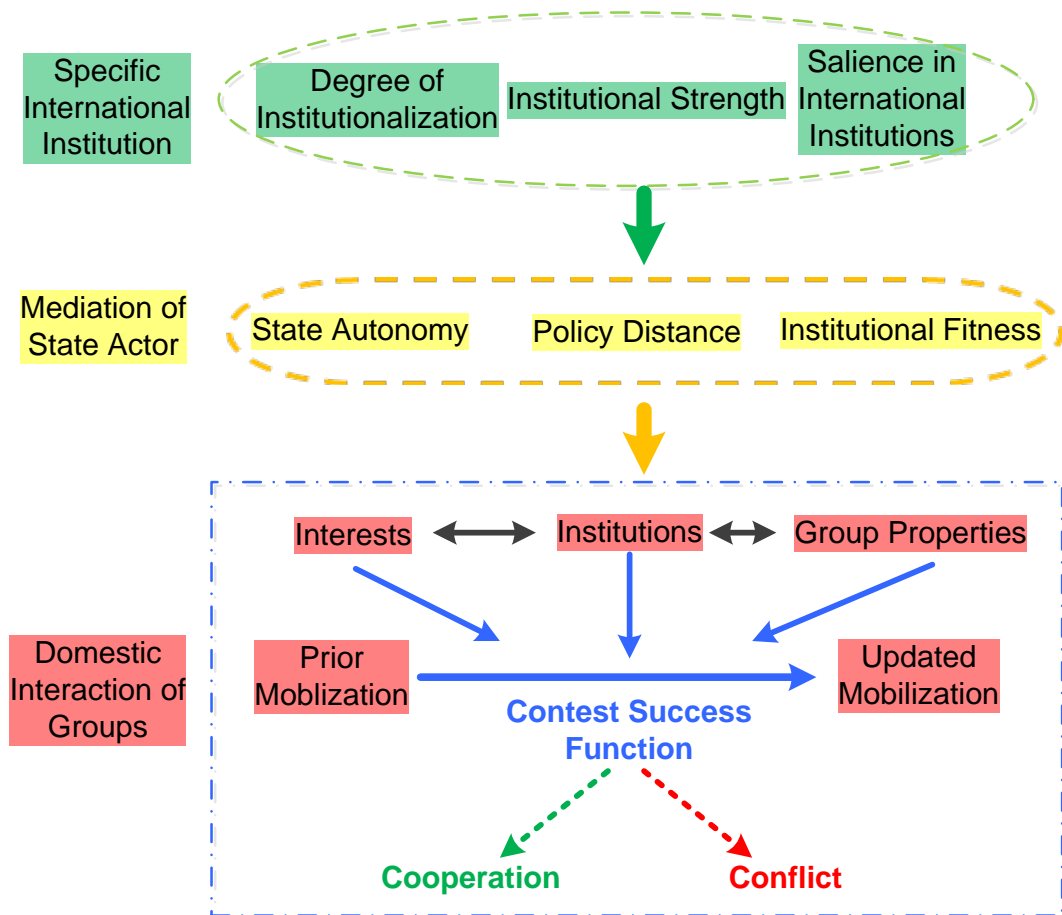 Specific
International
Institution
Degree of
Institutionalization
Institutional Strength
Salience in
International
Institutions
Mediation of
State Actor
State Autonomy
Policy Distance
Institutional Fitness
Interests
Institutions
Group Properties
Domestic
Interaction of
Groups
Prior
Moblization
Updated
Mobilization
Contest Success
Function
Cooperation
Conflict